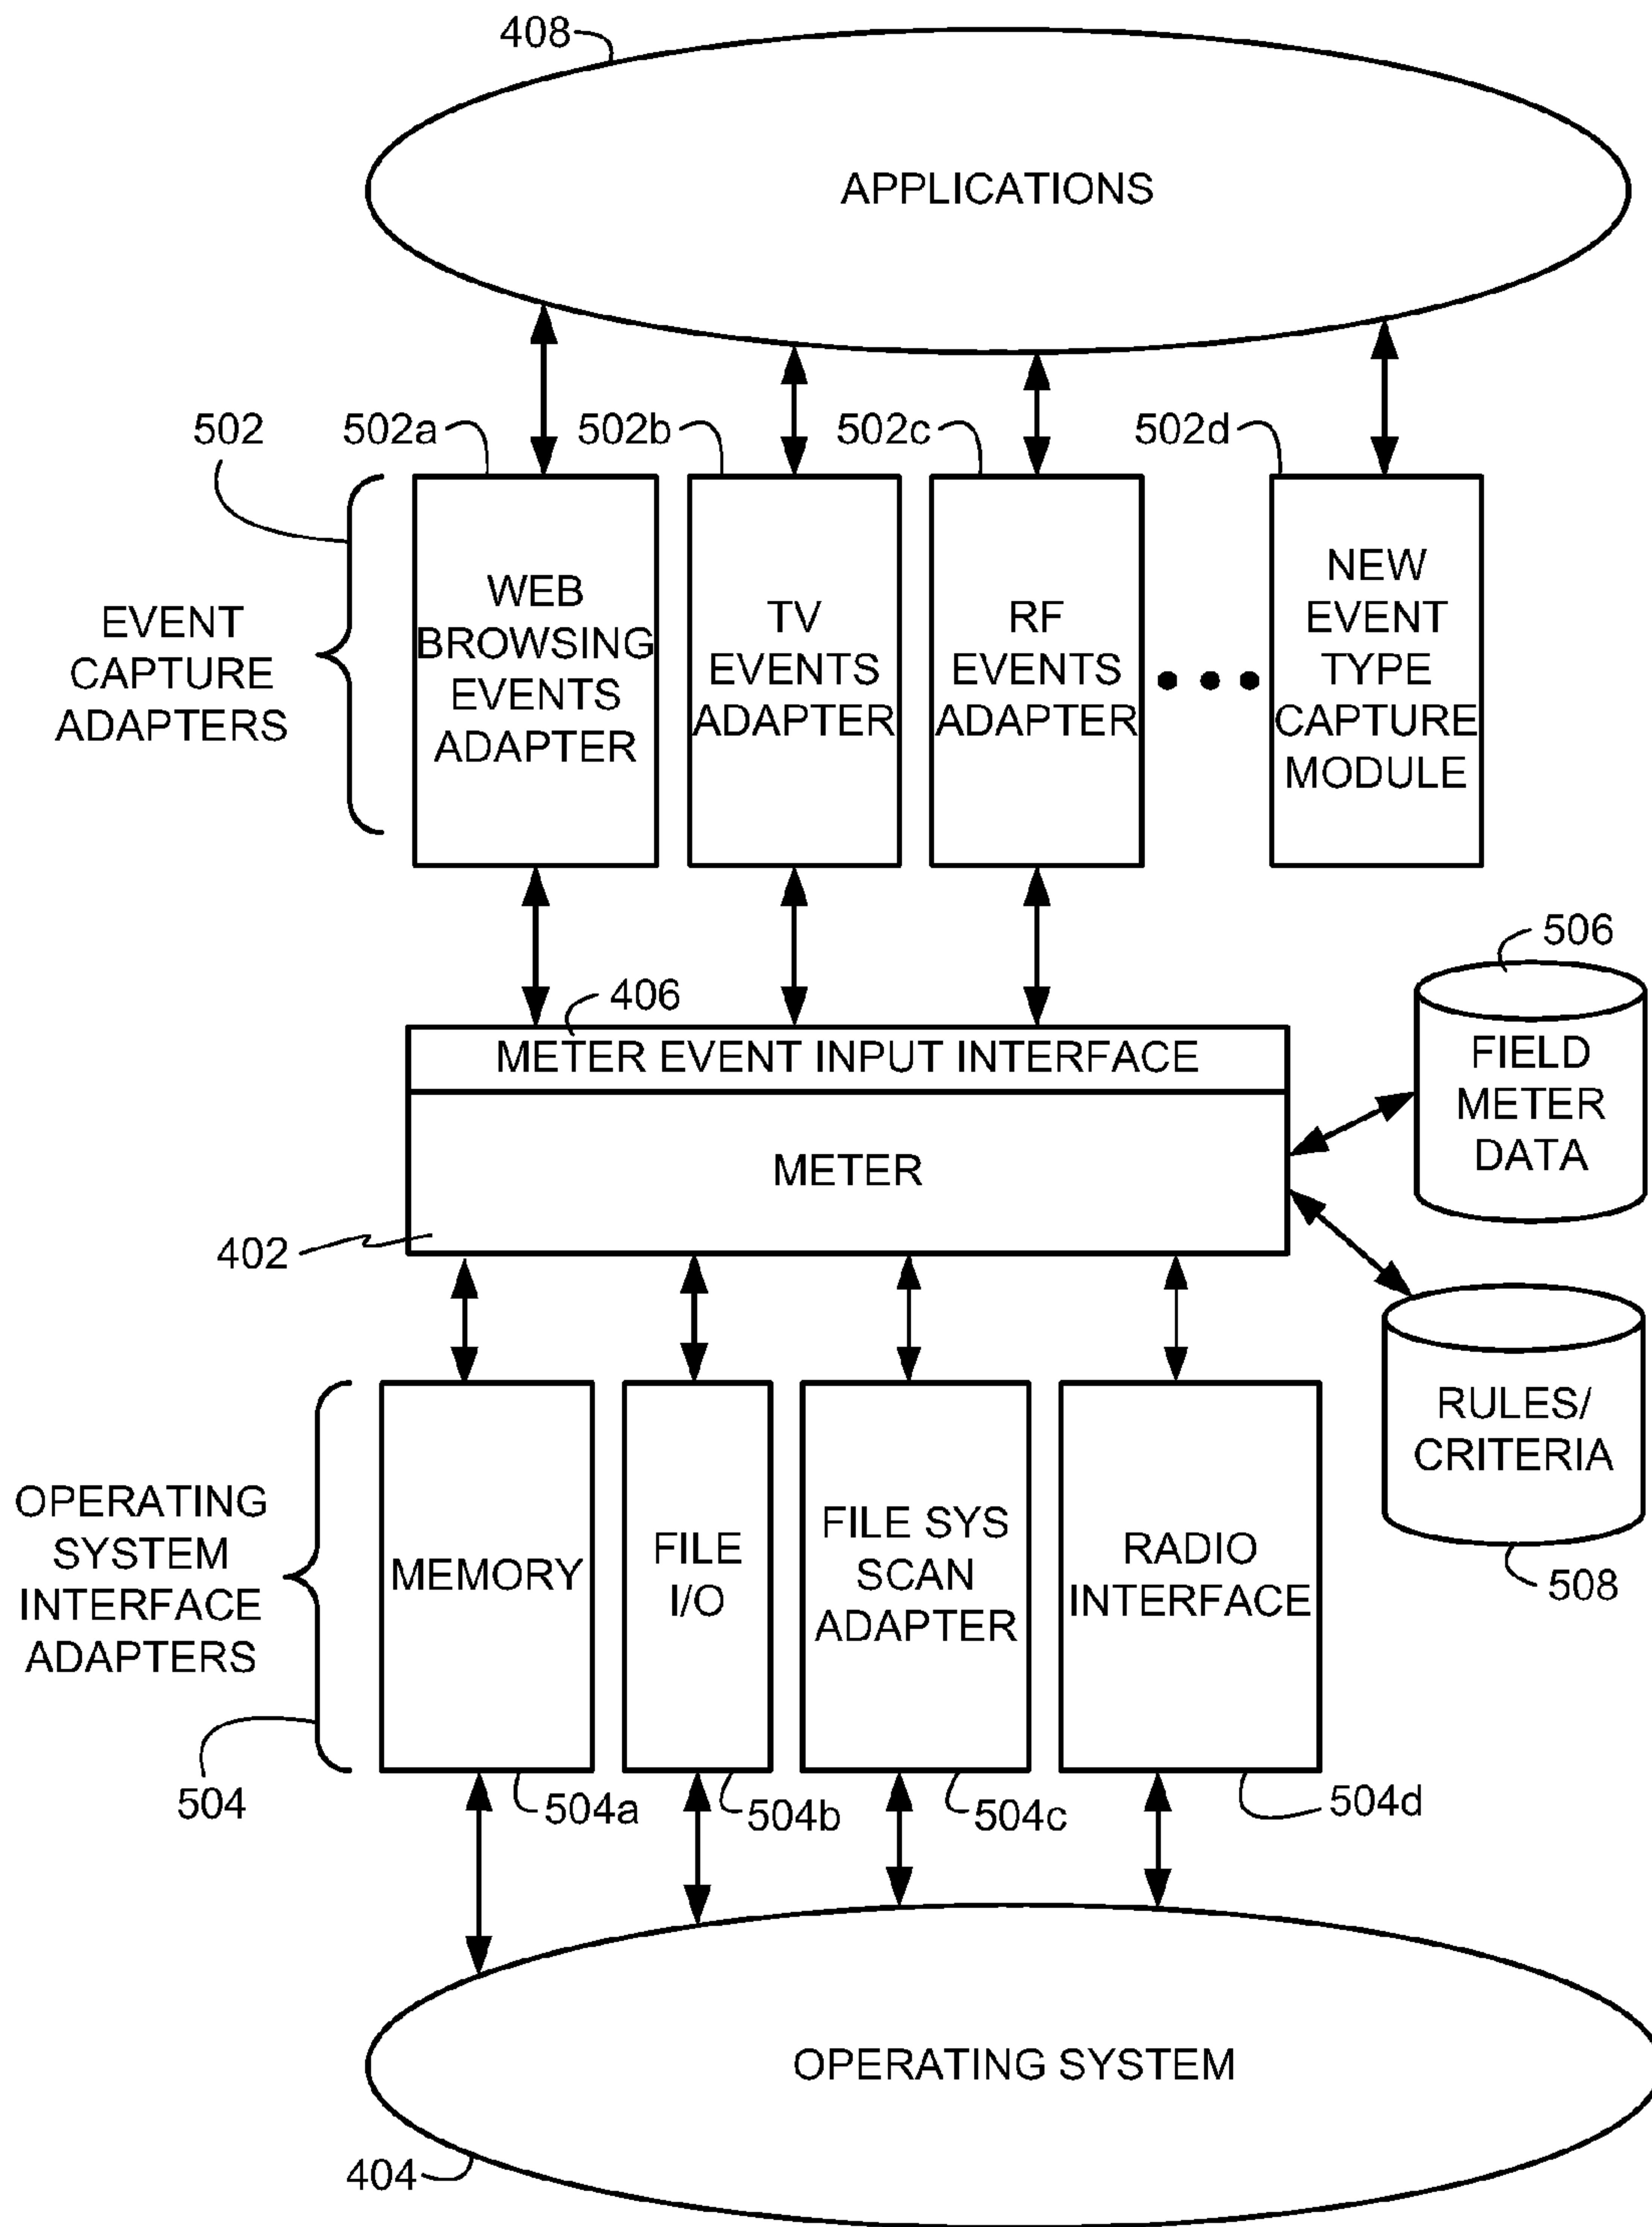 408
APPLICATIONS
502
502a
502b
502c
502d
EVENT
CAPTURE
ADAPTERS
WEB
BROWSING
EVENTS
ADAPTER
TV
EVENTS
ADAPTER
RF
EVENTS
ADAPTER
NEW
EVENT
TYPE
CAPTURE
MODULE
506
FIELD
METER
DATA
406
METER EVENT INPUT INTERFACE
METER
402
RULES/
CRITERIA
508
OPERATING
SYSTEM
INTERFACE
ADAPTERS
MEMORY
FILE
I/O
FILE SYS
SCAN
ADAPTER
RADIO
INTERFACE
504
504a
504b
504c
504d
OPERATING SYSTEM
404